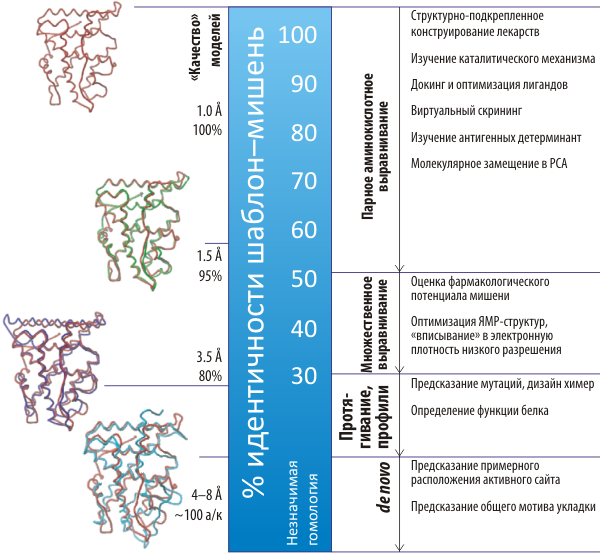 «Качество»
моделей
1.0 Å
100%
1.5 Å
95%
3.5 Å
80%
4–8 Å
~100 а/к
% идентичности шаблон–мишень
100
90
80
70
60
50
40
30
Незначимая
гомология
Парное аминокислотное
выравнивание
Множественное
выравнивание
Протя-
гивание,
профили
de novo
Структурно-подкрепленное
конструирование лекарств
Изучение каталитического механизма
Докинг и оптимизация лигандов
Виртуальный скрининг
Изучение антигенных детерминант
Молекулярное замещение в РСА
Оценка фармакологического
потенциала мишени
Оптимизация ЯМР-структур,
«вписывание» в электронную
плотность низкого разрешения
Предсказание мутаций, дизайн химер
Определение функции белка
Предсказание примерного
расположения активного сайта
Предсказание общего мотива укладки